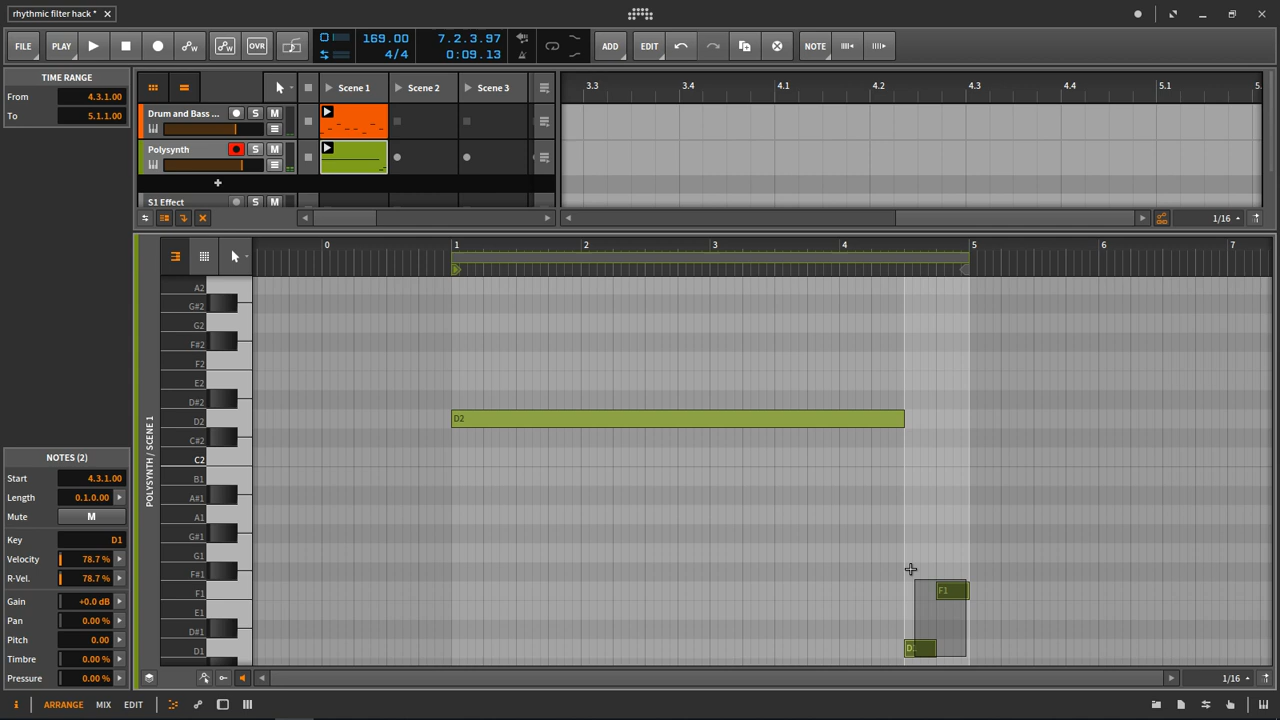 rhythmic filter hack *
FILE PLAY OVR 169.00 7.2.3.97 ADD EDIT NOTE
4/4 0:09.13
TIME RANGE
From 4.3.1.00
To 5.1.1.00
Scene 1 Scene 2 Scene 3
3.3 3.4 4.1 4.2 4.3 4.4 5.1 5.
Drum and Bass ... S M
Polysynth S M
S1 Effect S M
1/16
0 1 2 3 4 5 6 7
A2
G#2
G2
F#2
F2
E2
D#2
D2 D2
C#2
C2
B1
A#1
A1
G#1
G1
F#1
F1 F1
E1
D#1
D1 D
POLYSYNTH / SCENE 1
NOTES (2)
Start 4.3.1.00
Length 0.1.0.00
Mute M
Key D1
Velocity 78.7 %
R-Vel. 78.7 %
Gain +0.0 dB
Pan 0.00 %
Pitch 0.00
Timbre 0.00 %
Pressure 0.00 %
1/16
i ARRANGE MIX EDIT